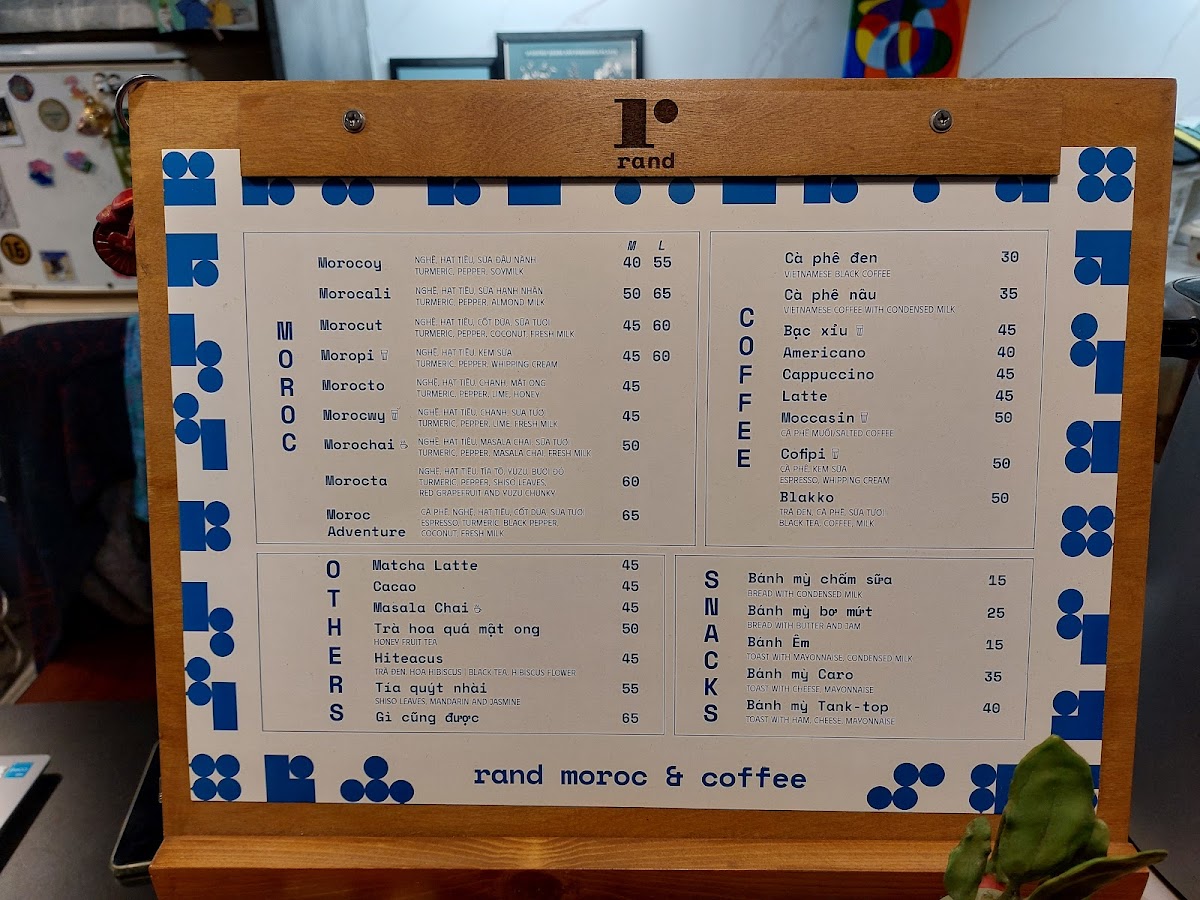 r
rand
M L
MOROC
Morocoy NGHỆ, HẠT TIÊU, SỮA ĐẬU NÀNH 40 55
TURMERIC, PEPPER, SOYMILK
Morocali NGHỆ, HẠT TIÊU, SỮA HẠNH NHÂN 50 65
TURMERIC, PEPPER, ALMOND MILK
Morocut NGHỆ, HẠT TIÊU, CỐT DỪA, SỮA TƯƠI 45 60
TURMERIC, PEPPER, COCONUT, FRESH MILK
Moropi NGHỆ, HẠT TIÊU, KEM SỮA 45 60
TURMERIC, PEPPER, WHIPPING CREAM
Morocto NGHỆ, HẠT TIÊU, CHANH, MẬT ONG 45
TURMERIC, PEPPER, LIME, HONEY
Morocwy NGHỆ, HẠT TIÊU, CHANH, SỮA TƯƠI 45
TURMERIC, PEPPER, LIME, FRESH MILK
Morochai NGHỆ, HẠT TIÊU, MASALA CHAI, SỮA TƯƠI 50
TURMERIC, PEPPER, MASALA CHAI, FRESH MILK
Morocta NGHỆ, HẠT TIÊU, TÍA TÔ, YUZU, BƯỞI ĐỎ 60
TURMERIC, PEPPER, SHISO LEAVES,
RED GRAPEFRUIT AND YUZU CHUNKY
Moroc CÀ PHÊ, NGHỆ, HẠT TIÊU, CỐT DỪA, SỮA TƯƠI 65
Adventure ESPRESSO, TURMERIC, BLACK PEPPER,
COCONUT, FRESH MILK
COFFEE
Cà phê đen 30
VIETNAMESE BLACK COFFEE
Cà phê nâu 35
VIETNAMESE COFFEE WITH CONDENSED MILK
Bạc xỉu 45
Americano 40
Cappuccino 45
Latte 45
Moccasin 50
CÀ PHÊ MUỐI/SALTED COFFEE
Cofipi 50
CÀ PHÊ, KEM SỮA
ESPRESSO, WHIPPING CREAM
Blakko 50
TRÀ ĐEN, CÀ PHÊ, SỮA TƯƠI
BLACK TEA, COFFEE, MILK
OTHERS
Matcha Latte 45
Cacao 45
Masala Chai 45
Trà hoa quả mật ong 50
HONEY FRUIT TEA
Hiteacus 45
TRÀ ĐEN, HOA HIBISCUS | BLACK TEA, HIBISCUS FLOWER
Tía quýt nhài 55
SHISO LEAVES, MANDARIN AND JASMINE
Gì cũng được 65
SNACKS
Bánh mỳ chấm sữa 15
BREAD WITH CONDENSED MILK
Bánh mỳ bơ mứt 25
BREAD WITH BUTTER AND JAM
Bánh Êm 15
TOAST WITH MAYONNAISE, CONDENSED MILK
Bánh mỳ Caro 35
TOAST WITH CHEESE, MAYONNAISE
Bánh mỳ Tank-top 40
TOAST WITH HAM, CHEESE, MAYONNAISE
rand moroc & coffee
16